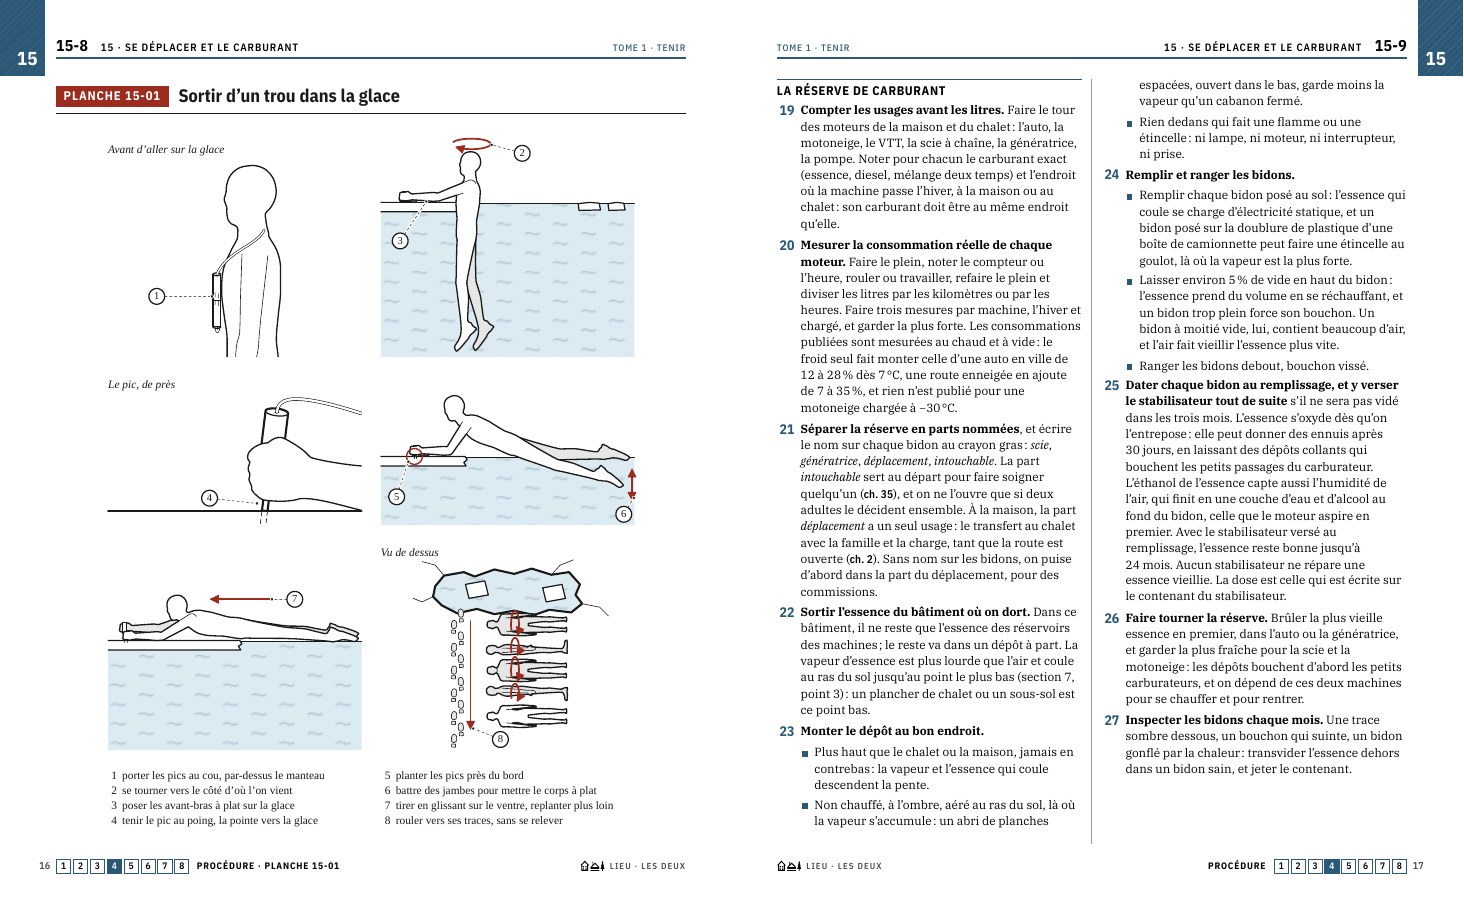 15
15-8 15 · SE DÉPLACER ET LE CARBURANT
TOME 1 · TENIR
PLANCHE 15-01 Sortir d’un trou dans la glace
Avant d’aller sur la glace
1
2
3
Le pic, de près
4
5
6
7
Vu de dessus
8
1 porter les pics au cou, par-dessus le manteau
2 se tourner vers le côté d’où l’on vient
3 poser les avant-bras à plat sur la glace
4 tenir le pic au poing, la pointe vers la glace
5 planter les pics près du bord
6 battre des jambes pour mettre le corps à plat
7 tirer en glissant sur le ventre, replanter plus loin
8 rouler vers ses traces, sans se relever
16 1 2 3 4 5 6 7 8 PROCÉDURE · PLANCHE 15-01
LIEU · LES DEUX
TOME 1 · TENIR
15 · SE DÉPLACER ET LE CARBURANT 15-9
15
LA RÉSERVE DE CARBURANT
19 Compter les usages avant les litres. Faire le tour
des moteurs de la maison et du chalet : l’auto, la
motoneige, le VTT, la scie à chaîne, la génératrice,
la pompe. Noter pour chacun le carburant exact
(essence, diesel, mélange deux temps) et l’endroit
où la machine passe l’hiver, à la maison ou au
chalet : son carburant doit être au même endroit
qu’elle.
20 Mesurer la consommation réelle de chaque
moteur. Faire le plein, noter le compteur ou
l’heure, rouler ou travailler, refaire le plein et
diviser les litres par les kilomètres ou par les
heures. Faire trois mesures par machine, l’hiver et
chargé, et garder la plus forte. Les consommations
publiées sont mesurées au chaud et à vide : le
froid seul fait monter celle d’une auto en ville de
12 à 28 % dès 7 °C, une route enneigée en ajoute
de 7 à 35 %, et rien n’est publié pour une
motoneige chargée à −30 °C.
21 Séparer la réserve en parts nommées, et écrire
le nom sur chaque bidon au crayon gras : scie,
génératrice, déplacement, intouchable. La part
intouchable sert au départ pour faire soigner
quelqu’un (ch. 35), et on ne l’ouvre que si deux
adultes le décident ensemble. À la maison, la part
déplacement a un seul usage : le transfert au chalet
avec la famille et la charge, tant que la route est
ouverte (ch. 2). Sans nom sur les bidons, on puise
d’abord dans la part du déplacement, pour des
commissions.
22 Sortir l’essence du bâtiment où on dort. Dans ce
bâtiment, il ne reste que l’essence des réservoirs
des machines ; le reste va dans un dépôt à part. La
vapeur d’essence est plus lourde que l’air et coule
au ras du sol jusqu’au point le plus bas (section 7,
point 3) : un plancher de chalet ou un sous-sol est
ce point bas.
23 Monter le dépôt au bon endroit.
Plus haut que le chalet ou la maison, jamais en
contrebas : la vapeur et l’essence qui coule
descendent la pente.
Non chauffé, à l’ombre, aéré au ras du sol, là où
la vapeur s’accumule : un abri de planches
espacées, ouvert dans le bas, garde moins la
vapeur qu’un cabanon fermé.
Rien dedans qui fait une flamme ou une
étincelle : ni lampe, ni moteur, ni interrupteur,
ni prise.
24 Remplir et ranger les bidons.
Remplir chaque bidon posé au sol : l’essence qui
coule se charge d’électricité statique, et un
bidon posé sur la doublure de plastique d’une
boîte de camionnette peut faire une étincelle au
goulot, là où la vapeur est la plus forte.
Laisser environ 5 % de vide en haut du bidon :
l’essence prend du volume en se réchauffant, et
un bidon trop plein force son bouchon. Un
bidon à moitié vide, lui, contient beaucoup d’air,
et l’air fait vieillir l’essence plus vite.
Ranger les bidons debout, bouchon vissé.
25 Dater chaque bidon au remplissage, et y verser
le stabilisateur tout de suite s’il ne sera pas vidé
dans les trois mois. L’essence s’oxyde dès qu’on
l’entrepose : elle peut donner des ennuis après
30 jours, en laissant des dépôts collants qui
bouchent les petits passages du carburateur.
L’éthanol de l’essence capte aussi l’humidité de
l’air, qui finit en une couche d’eau et d’alcool au
fond du bidon, celle que le moteur aspire en
premier. Avec le stabilisateur versé au
remplissage, l’essence reste bonne jusqu’à
24 mois. Aucun stabilisateur ne répare une
essence vieillie. La dose est celle qui est écrite sur
le contenant du stabilisateur.
26 Faire tourner la réserve. Brûler la plus vieille
essence en premier, dans l’auto ou la génératrice,
et garder la plus fraîche pour la scie et la
motoneige : les dépôts bouchent d’abord les petits
carburateurs, et on dépend de ces deux machines
pour se chauffer et pour rentrer.
27 Inspecter les bidons chaque mois. Une trace
sombre dessous, un bouchon qui suinte, un bidon
gonflé par la chaleur : transvider l’essence dehors
dans un bidon sain, et jeter le contenant.
LIEU · LES DEUX
PROCÉDURE 1 2 3 4 5 6 7 8 17